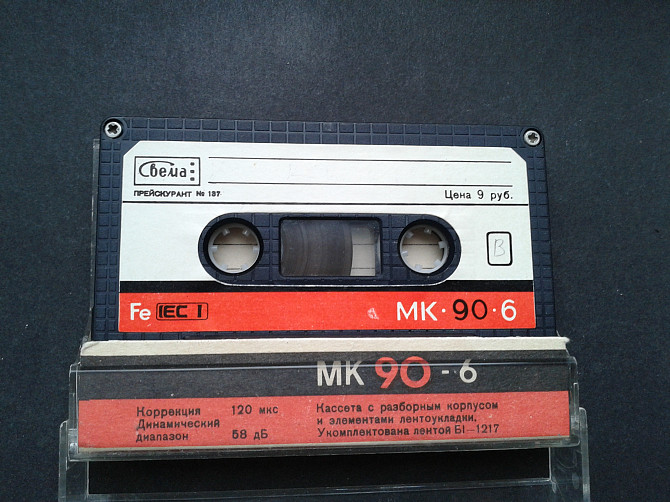 Свема
ПРЕЙСКУРАНТ № 187
Цена 9 руб.
B
Fe IEC I
МК·90·6
МК 90 - 6
Коррекция 120 мкс
Динамический
диапазон 58 дБ
Кассета с разборным корпусом
и элементами лентоукладки.
Укомплектована лентой БI—1217